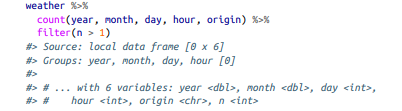 weather %>%
count(year, month, day, hour, origin) %>%
filter(n > 1)
#> Source: local data frame [0 x 6]
#> Groups: year, month, day, hour [0]
#>
#> # ... with 6 variables: year <dbl>, month <dbl>, day <int>,
#> #   hour <int>, origin <chr>, n <int>